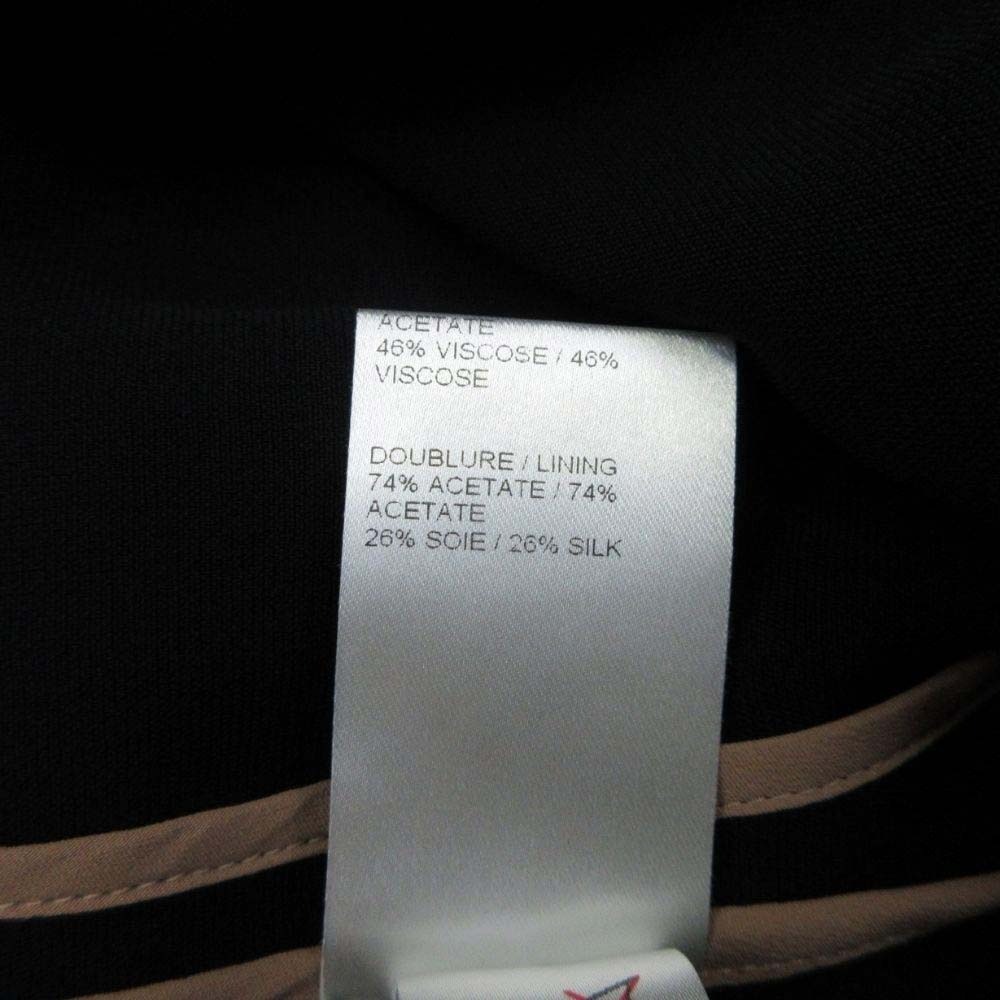 ACETATE
46% VISCOSE / 46%
VISCOSE
DOUBLURE / LINING
74% ACETATE / 74%
ACETATE
26% SOIE / 26% SILK